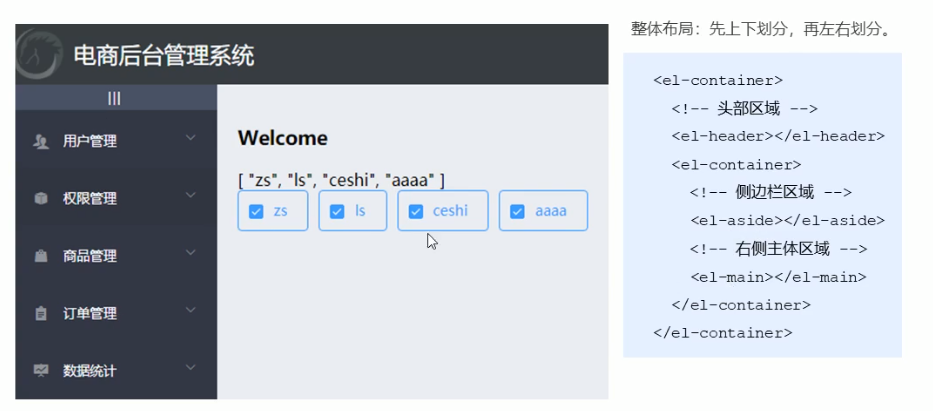 电商后台管理系统
|||
用户管理
权限管理
商品管理
订单管理
数据统计
Welcome
[ "zs", "ls", "ceshi", "aaaa" ]
zs ls ceshi aaaa
整体布局：先上下划分，再左右划分。
<el-container>
<!-- 头部区域 -->
<el-header></el-header>
<el-container>
<!-- 侧边栏区域 -->
<el-aside></el-aside>
<!-- 右侧主体区域 -->
<el-main></el-main>
</el-container>
</el-container>